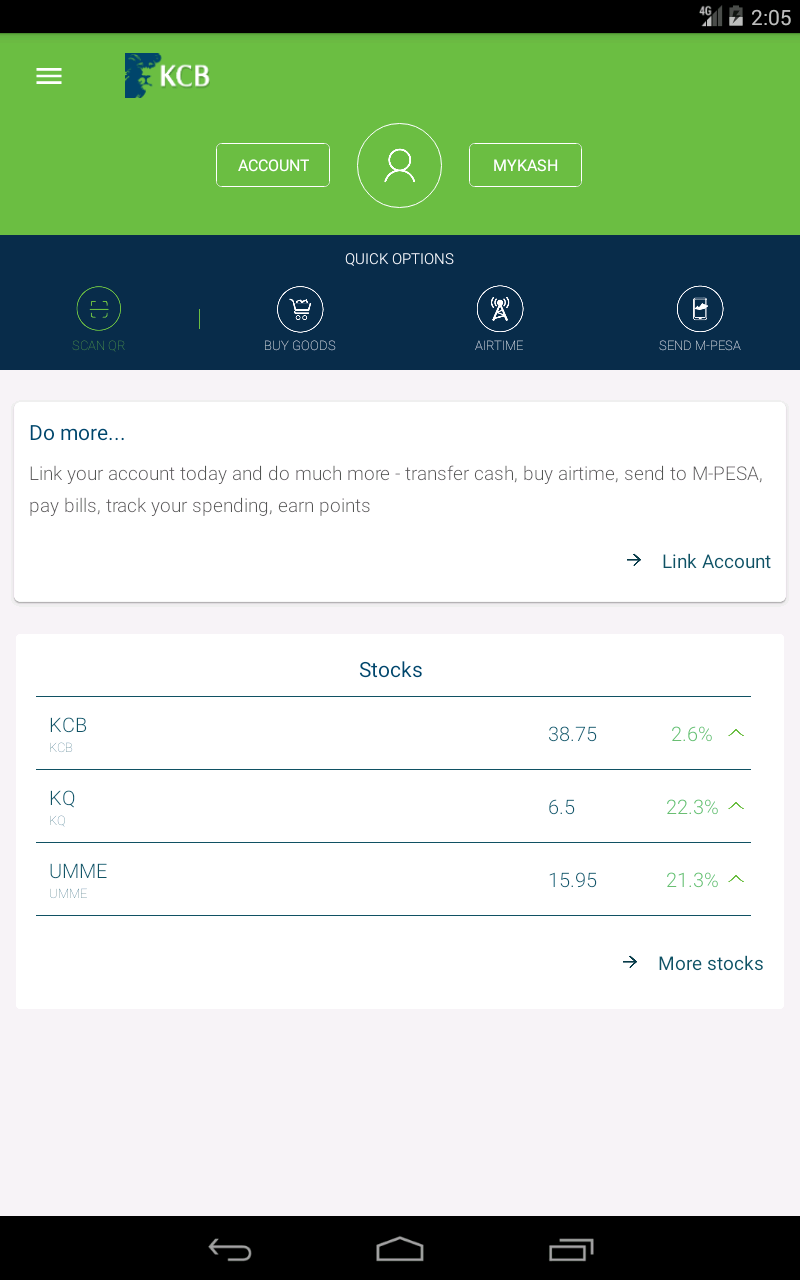 4G 2:05
KCB
ACCOUNT MYKASH
QUICK OPTIONS
SCAN QR BUY GOODS AIRTIME SEND M-PESA
Do more...
Link your account today and do much more - transfer cash, buy airtime, send to M-PESA,
pay bills, track your spending, earn points
Link Account
Stocks
KCB 38.75 2.6%
KCB
KQ 6.5 22.3%
KQ
UMME 15.95 21.3%
UMME
More stocks